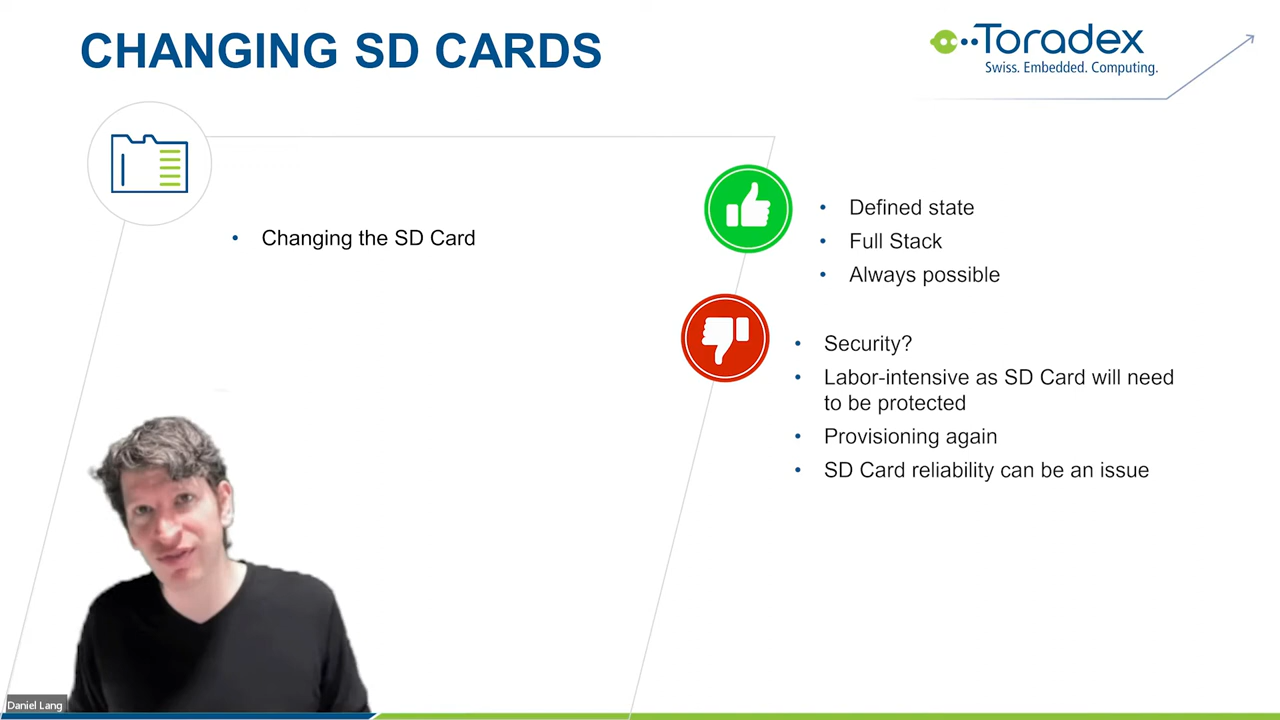 CHANGING SD CARDS
Toradex
Swiss. Embedded. Computing.
• Changing the SD Card
• Defined state
• Full Stack
• Always possible
• Security?
• Labor-intensive as SD Card will need
to be protected
• Provisioning again
• SD Card reliability can be an issue
Daniel Lang